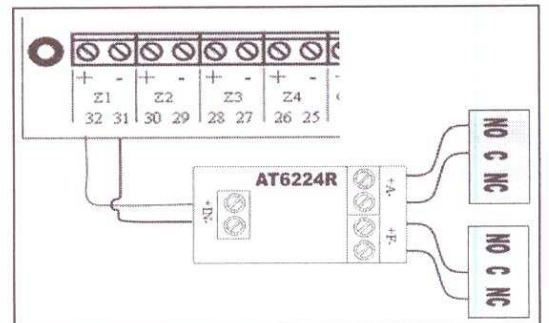 + - + - + - + -
Z1 Z2 Z3 Z4
32 31 30 29 28 27 26 25
AT6224R
+IN-
+A-
+F-
NO C NC
NO C NC